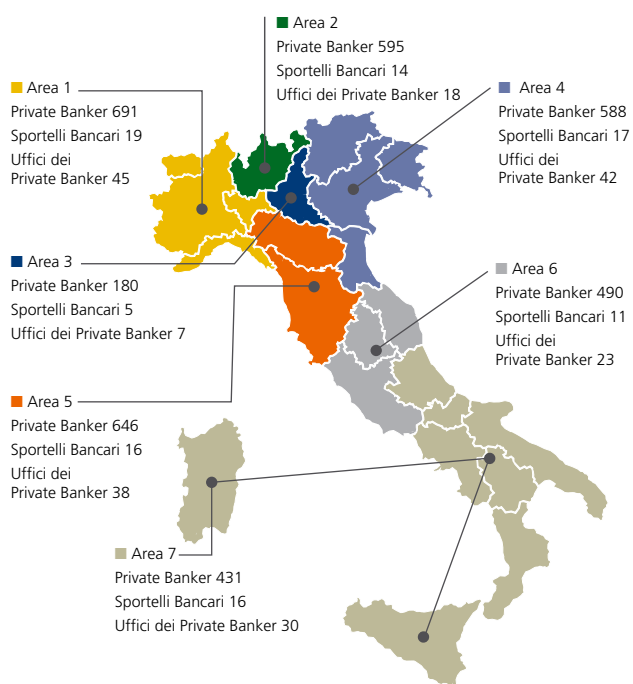 Area 2
Private Banker 595
Sportelli Bancari 14
Uffici dei Private Banker 18
Area 1
Private Banker 691
Sportelli Bancari 19
Uffici dei
Private Banker 45
Area 4
Private Banker 588
Sportelli Bancari 17
Uffici dei
Private Banker 42
Area 3
Private Banker 180
Sportelli Bancari 5
Uffici dei Private Banker 7
Area 6
Private Banker 490
Sportelli Bancari 11
Uffici dei
Private Banker 23
Area 5
Private Banker 646
Sportelli Bancari 16
Uffici dei
Private Banker 38
Area 7
Private Banker 431
Sportelli Bancari 16
Uffici dei Private Banker 30